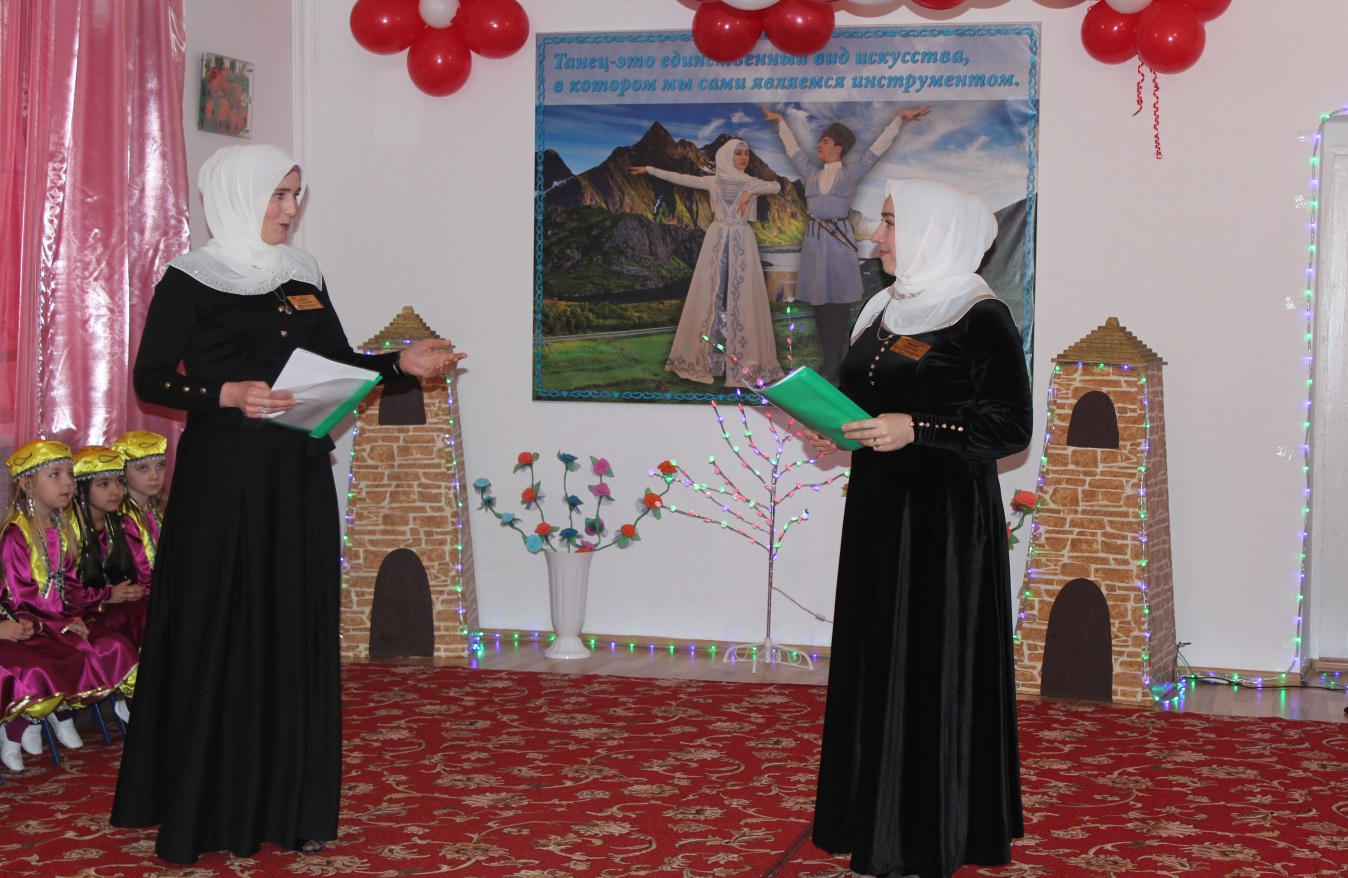 Танец-это единственный вид искусства,
в котором мы сами являемся инструментом.